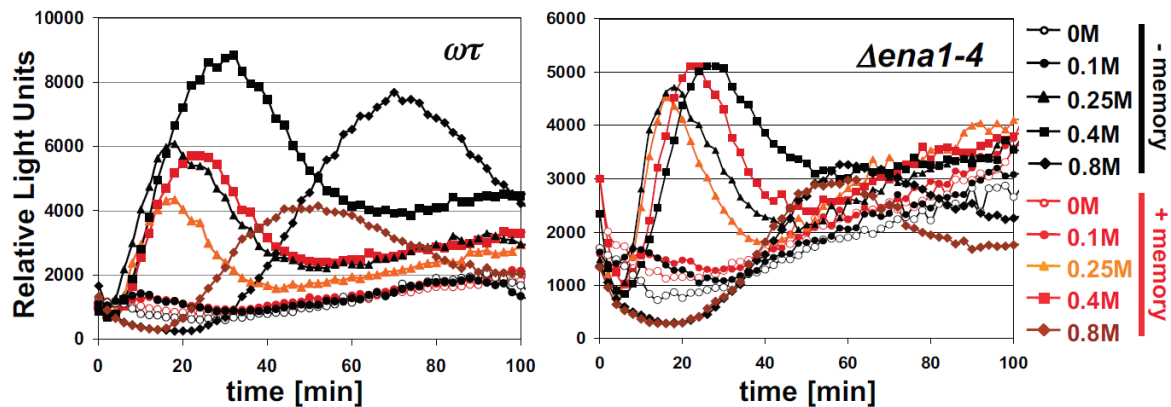 Relative Light Units
10000
8000
6000
4000
2000
0
0 20 40 60 80 100
time [min]
ωτ
6000
5000
4000
3000
2000
1000
0
0 20 40 60 80 100
time [min]
Δena1-4
0M
0.1M
0.25M
0.4M
0.8M
- memory
0M
0.1M
0.25M
0.4M
0.8M
+ memory